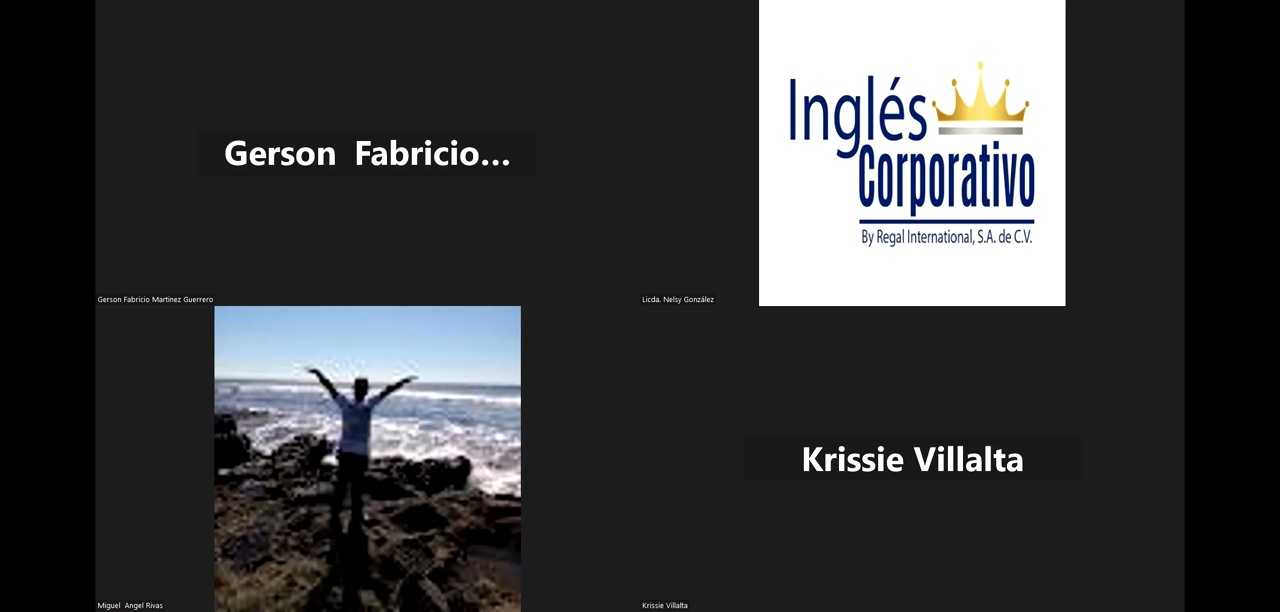 Gerson  Fabricio...
Gerson Fabricio Martinez Guerrero
Inglés
Corporativo
By Regal International, S.A. de C.V.
Licda. Nelsy González
Miguel  Angel Rivas
Krissie Villalta
Krissie Villalta